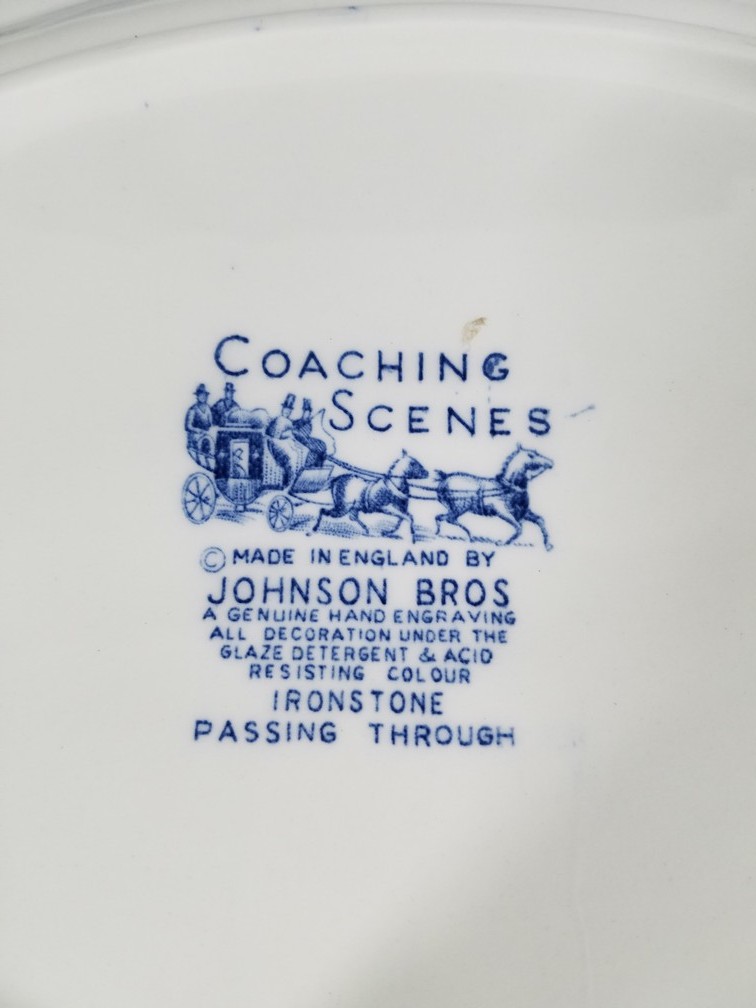 COACHING
SCENES
© MADE IN ENGLAND BY
JOHNSON BROS
A GENUINE HAND ENGRAVING
ALL DECORATION UNDER THE
GLAZE DETERGENT & ACID
RESISTING COLOUR
IRONSTONE
PASSING THROUGH